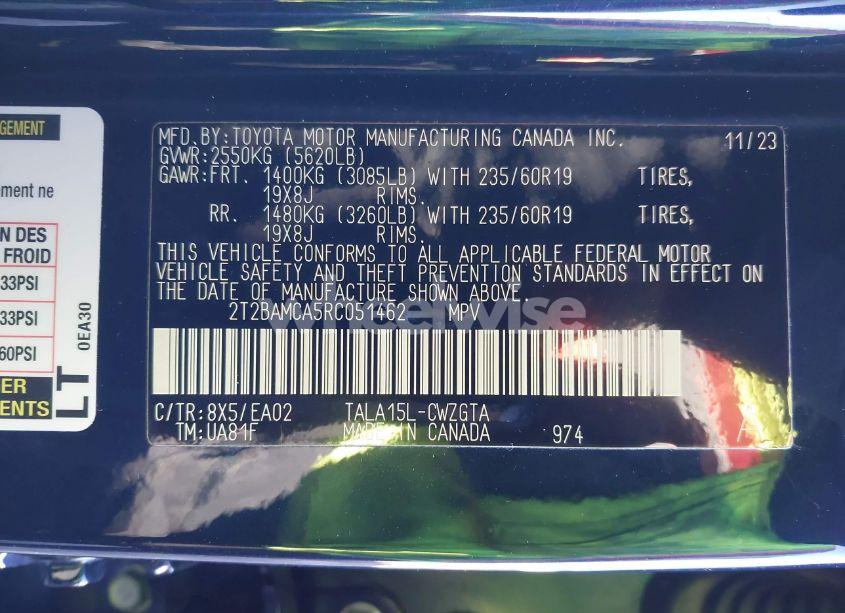 GEMENT
ement ne
N DES
FROID
33PSI
33PSI
60PSI
ER
ENTS
LT
0EA30
MFD.BY:TOYOTA MOTOR MANUFACTURING CANADA INC. 11/23
GVWR:2550KG (5620LB)
GAWR:FRT. 1400KG (3085LB) WITH 235/60R19 TIRES,
19X8J RIMS.
RR. 1480KG (3260LB) WITH 235/60R19 TIRES,
19X8J RIMS.
THIS VEHICLE CONFORMS TO ALL APPLICABLE FEDERAL MOTOR
VEHICLE SAFETY AND THEFT PREVENTION STANDARDS IN EFFECT ON
THE DATE OF MANUFACTURE SHOWN ABOVE.
2T2BAMCA5RC051462 MPV
wheelwise
C/TR:8X5/EA02 TALA15L-CWZGTA
TM:UA81F MADE IN CANADA 974 A